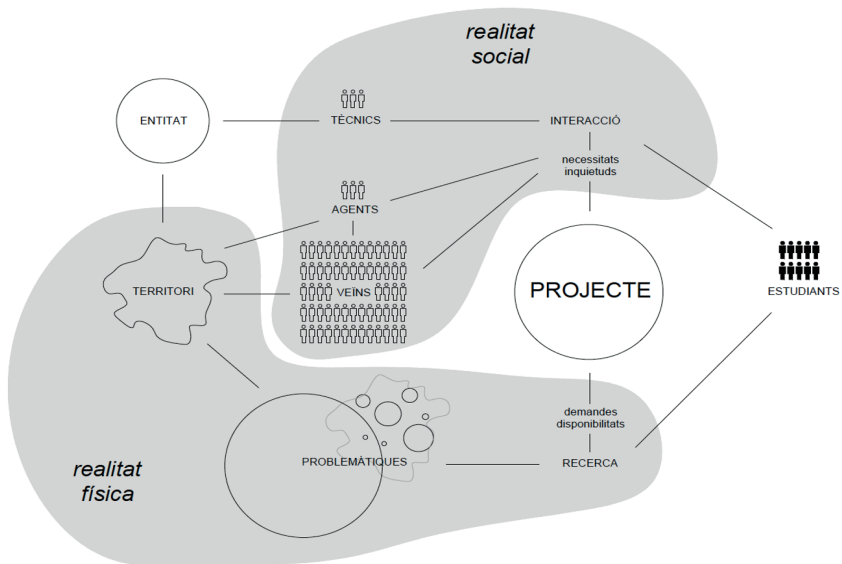 realitat
social
ENTITAT
TÈCNICS
INTERACCIÓ
necessitats
inquietuds
AGENTS
TERRITORI
VEÏNS
PROJECTE
ESTUDIANTS
demandes
disponibilitats
PROBLEMÀTIQUES
RECERCA
realitat
física